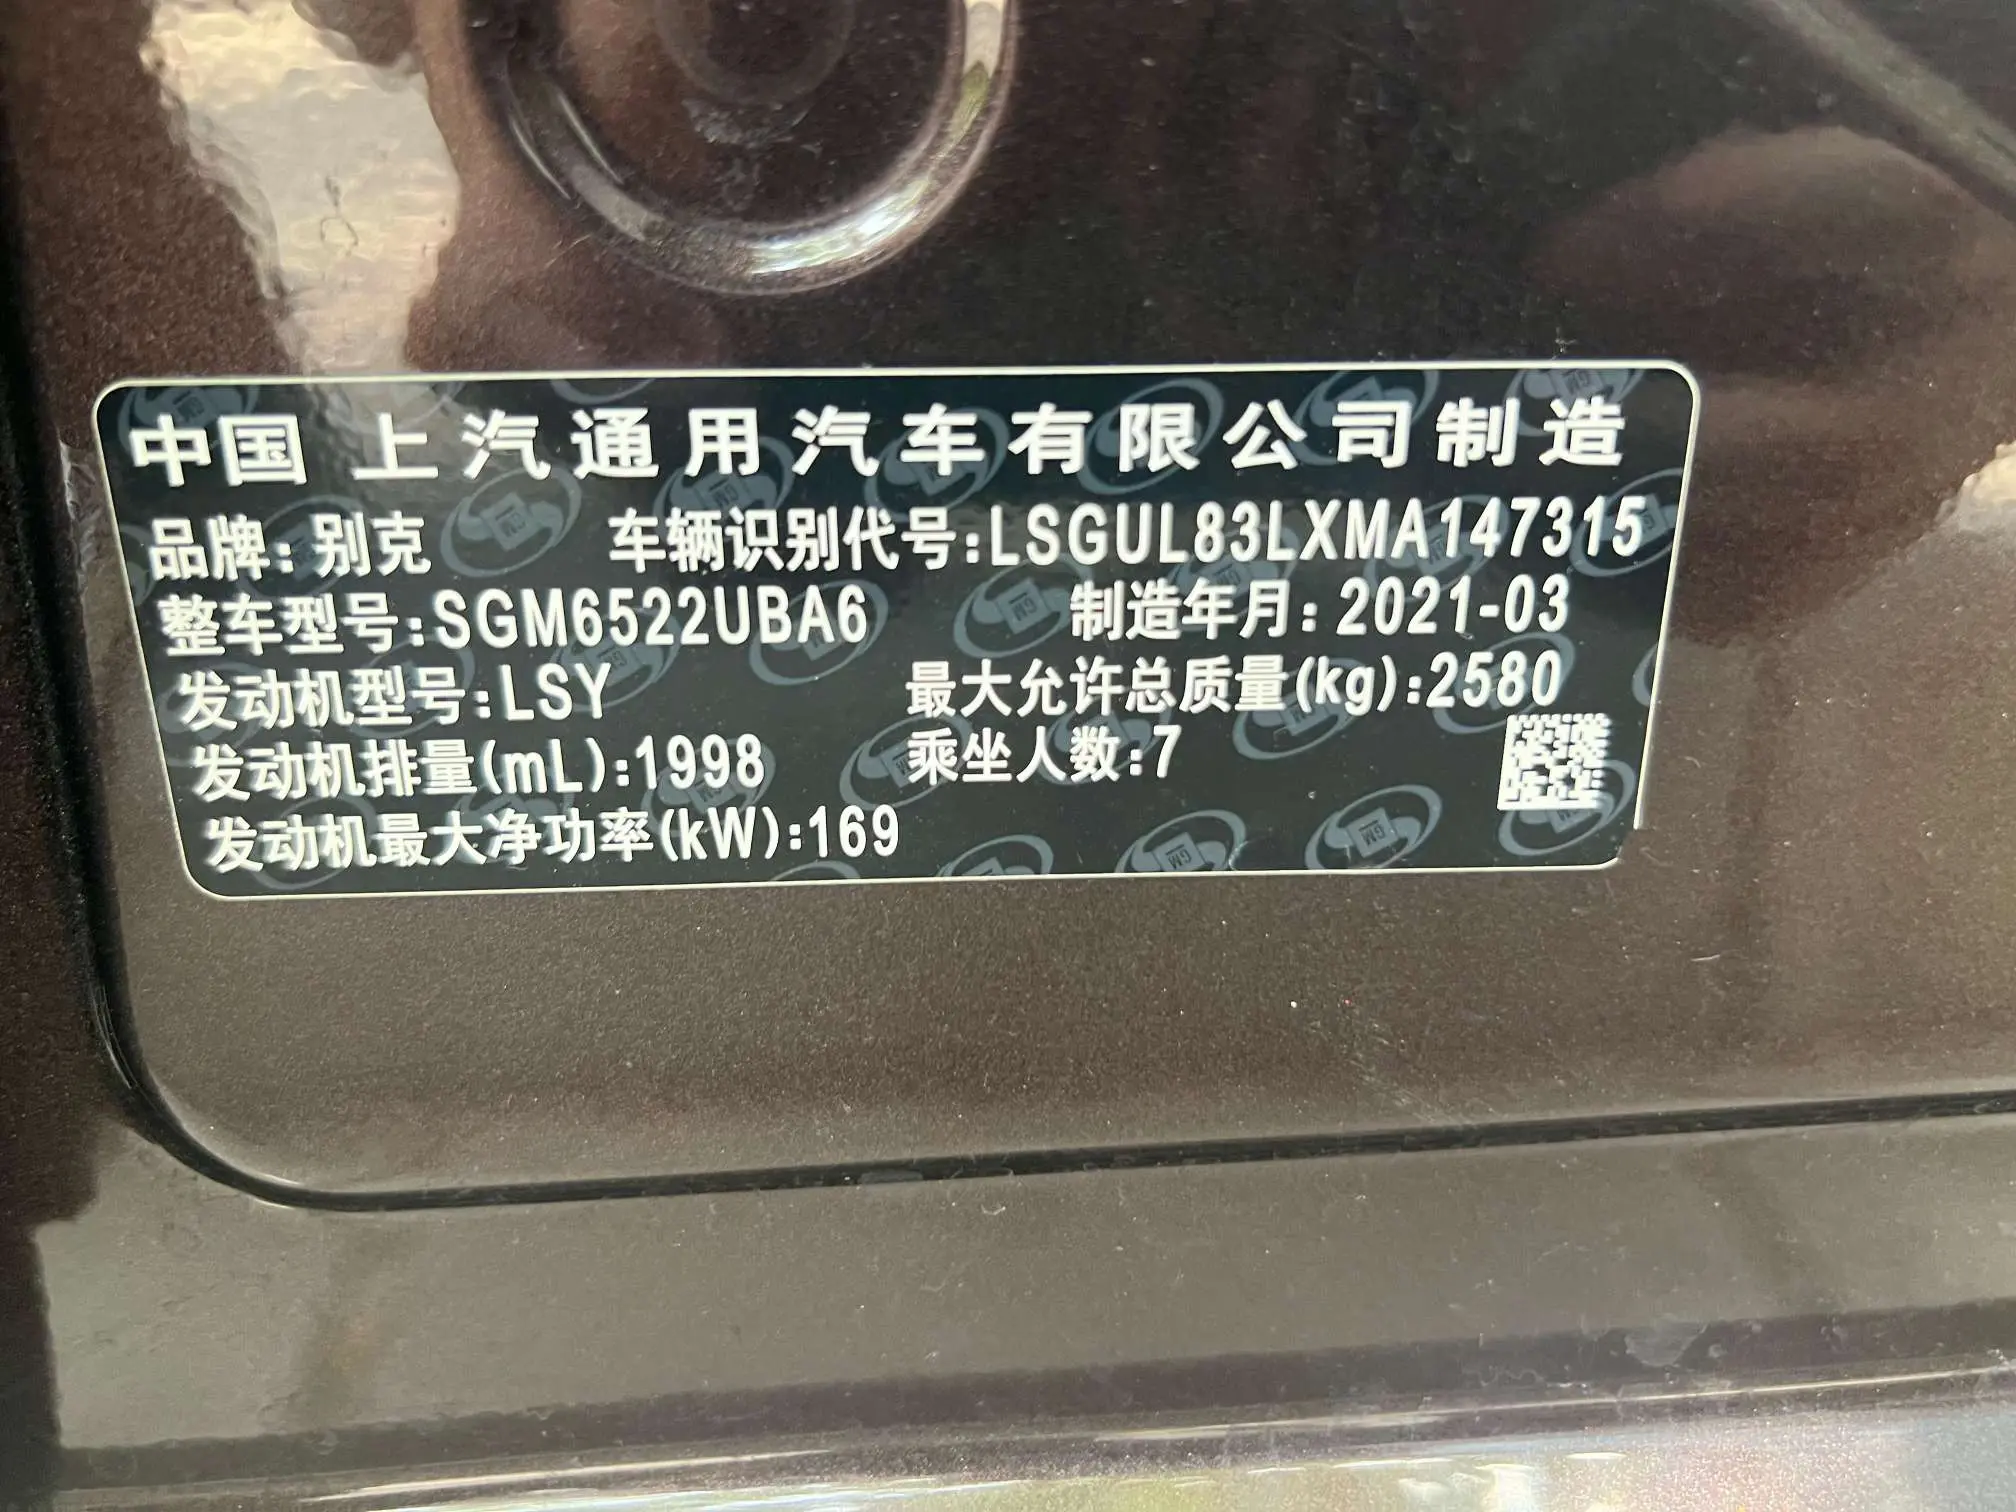 中国 上汽通用汽车有限公司制造
品牌: 别克 车辆识别代号:LSGUL83LXMA147315
整车型号:SGM6522UBA6 制造年月: 2021-03
发动机型号:LSY 最大允许总质量(kg):2580
发动机排量(mL):1998 乘坐人数:7
发动机最大净功率(kW):169